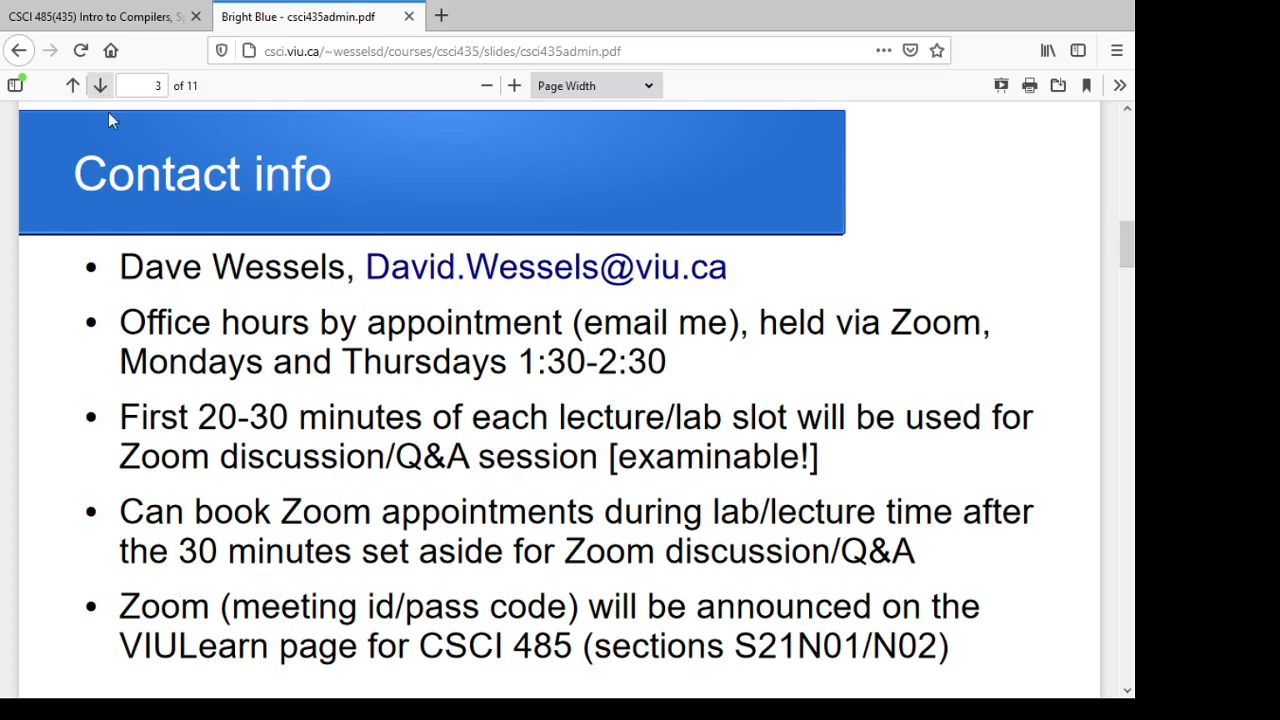 CSCI 485(435) Intro to Compilers, S
Bright Blue - csci435admin.pdf
csci.viu.ca/~wesselsd/courses/csci435/slides/csci435admin.pdf
3 of 11
Page Width
Contact info
• Dave Wessels, David.Wessels@viu.ca
• Office hours by appointment (email me), held via Zoom,
Mondays and Thursdays 1:30-2:30
• First 20-30 minutes of each lecture/lab slot will be used for
Zoom discussion/Q&A session [examinable!]
• Can book Zoom appointments during lab/lecture time after
the 30 minutes set aside for Zoom discussion/Q&A
• Zoom (meeting id/pass code) will be announced on the
VIULearn page for CSCI 485 (sections S21N01/N02)